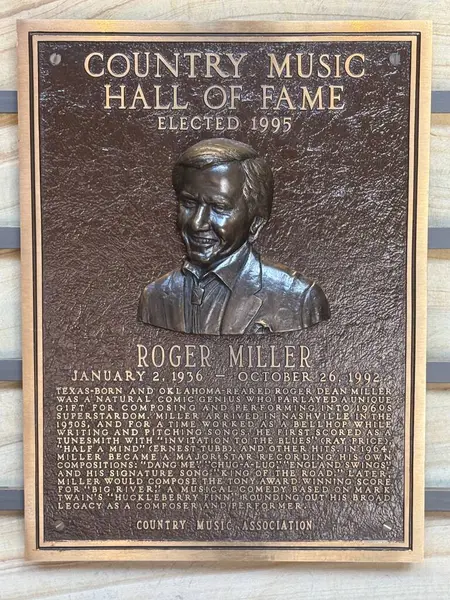 COUNTRY MUSIC
HALL OF FAME
ELECTED 1995
ROGER MILLER
JANUARY 2, 1936 – OCTOBER 26, 1992
TEXAS-BORN AND OKLAHOMA-REARED ROGER DEAN MILLER
WAS A NATURAL COMIC GENIUS WHO PARLAYED A UNIQUE
GIFT FOR COMPOSING AND PERFORMING INTO 1960S
SUPERSTARDOM. MILLER ARRIVED IN NASHVILLE IN THE
1950S, AND FOR A TIME WORKED AS A BELLHOP WHILE
WRITING AND PITCHING SONGS. HE FIRST SCORED AS A
TUNESMITH WITH "INVITATION TO THE BLUES" (RAY PRICE),
"HALF A MIND" (ERNEST TUBB), AND OTHER HITS. IN 1964,
MILLER BECAME A MAJOR STAR RECORDING HIS OWN
COMPOSITIONS: "DANG ME," "CHUG-A-LUG," "ENGLAND SWINGS,"
AND HIS SIGNATURE SONG, "KING OF THE ROAD." LATER,
MILLER WOULD COMPOSE THE TONY AWARD WINNING SCORE
FOR "BIG RIVER," A MUSICAL COMEDY BASED ON MARK
TWAIN'S "HUCKLEBERRY FINN," ROUNDING OUT HIS BROAD
LEGACY AS A COMPOSER AND PERFORMER.
COUNTRY MUSIC ASSOCIATION